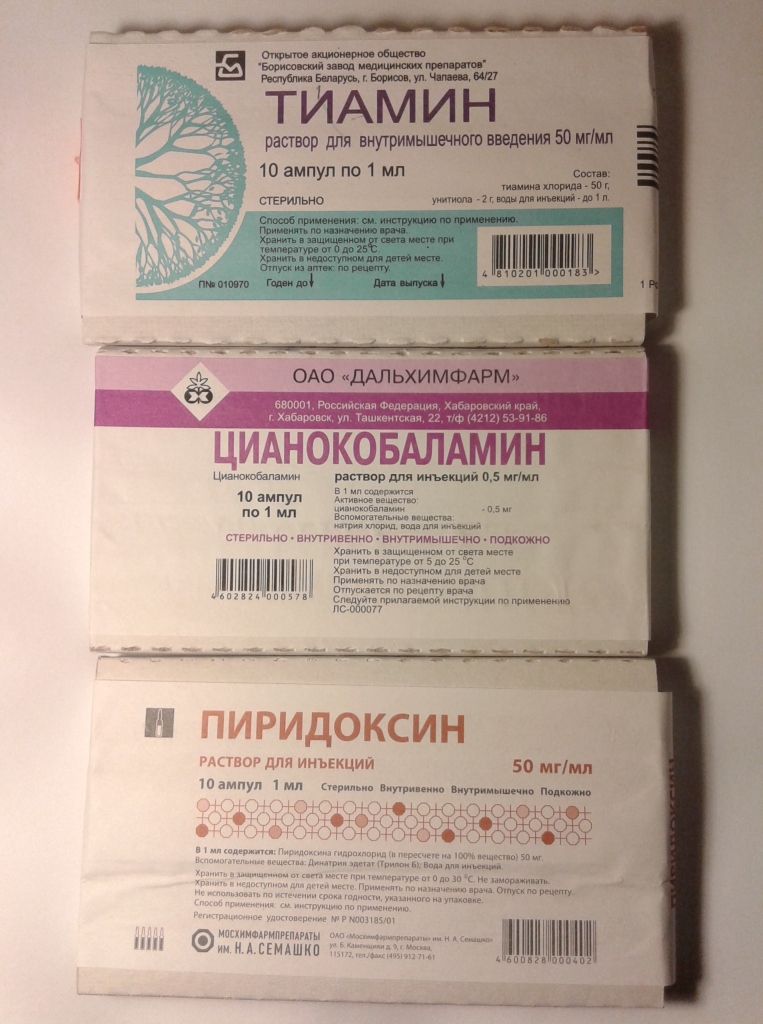 Открытое акционерное общество
"Борисовский завод медицинских препаратов"
Республика Беларусь, г. Борисов, ул. Чапаева, 64/27
ТИАМИН
раствор для внутримышечного введения 50 мг/мл
10 ампул по 1 мл
Состав:
тиамина хлорида - 50 г,
СТЕРИЛЬНО
унитиола - 2 г, воды для инъекций - до 1 л.
Способ применения: см. инструкцию по применению.
Применять по назначению врача.
Хранить в защищенном от света месте при
температуре от 0 до 25°С.
Хранить в недоступном для детей месте.
Отпуск из аптек: по рецепту.
4 810201 000183 >
П№ 010970 Годен до Дата выпуска
ОАО «ДАЛЬХИМФАРМ»
680001, Российская Федерация, Хабаровский край,
г. Хабаровск, ул. Ташкентская, 22, т/ф (4212) 53-91-86
ЦИАНОКОБАЛАМИН
Цианокобаламин раствор для инъекций 0,5 мг/мл
10 ампул
по 1 мл
В 1 мл содержится
Активное вещество:
цианокобаламин - 0,5 мг
Вспомогательные вещества:
натрия хлорид, вода для инъекций
СТЕРИЛЬНО • ВНУТРИВЕННО • ВНУТРИМЫШЕЧНО • ПОДКОЖНО
Хранить в защищенном от света месте
при температуре от 5 до 25 °С
Хранить в недоступном для детей месте
Применять по назначению врача
Отпускается по рецепту врача
Следуйте прилагаемой инструкции по применению
ЛС-000077
4 602824 000578
ПИРИДОКСИН
РАСТВОР ДЛЯ ИНЪЕКЦИЙ 50 мг/мл
10 ампул 1 мл Стерильно Внутривенно Внутримышечно Подкожно
В 1 мл содержится: Пиридоксина гидрохлорид (в пересчете на 100% вещество) 50 мг.
Вспомогательные вещества: Динатрия эдетат (Трилон Б); Вода для инъекций.
Хранить в защищенном от света месте при температуре от 0 до 30 °С. Не замораживать.
Хранить в недоступном для детей месте. Применять по назначению врача. Отпуск по рецепту.
Не использовать по истечении срока годности, указанного на упаковке.
Способ применения: см. инструкцию по применению.
Регистрационное удостоверение № Р N003185/01
МОСХИМФАРМПРЕПАРАТЫ
ИМ. Н.А.СЕМАШКО
ОАО «Мосхимфармпрепараты» им. Н. А. Семашко»
ул. Б. Каменщики д. 9, г. Москва,
115172, тел./факс (495) 912-71-61
4 600828 000402